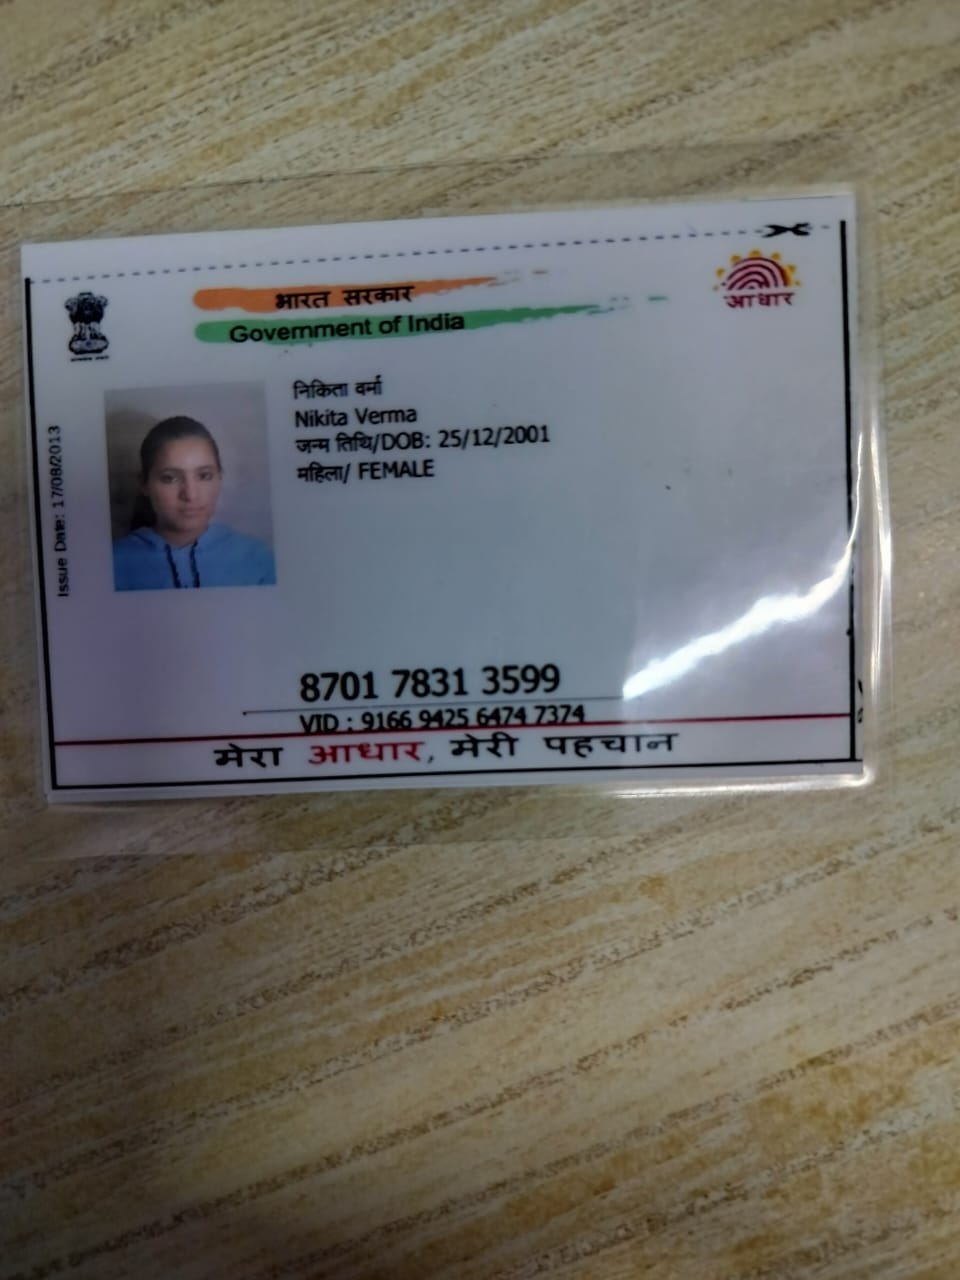 भारत सरकार
Government of India
आधार
Issue Date: 17/08/2013
निकिता वर्मा
Nikita Verma
जन्म तिथि/DOB: 25/12/2001
महिला/ FEMALE
8701 7831 3599
VID : 9166 9425 6474 7374
मेरा आधार, मेरी पहचान